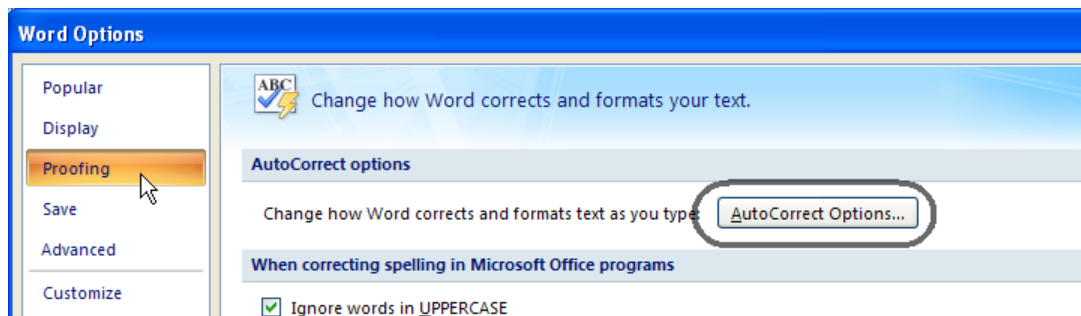 Word Options
Popular
Display
Proofing
Save
Advanced
Customize
ABC
Change how Word corrects and formats your text.
AutoCorrect options
Change how Word corrects and formats text as you type: AutoCorrect Options...
When correcting spelling in Microsoft Office programs
Ignore words in UPPERCASE